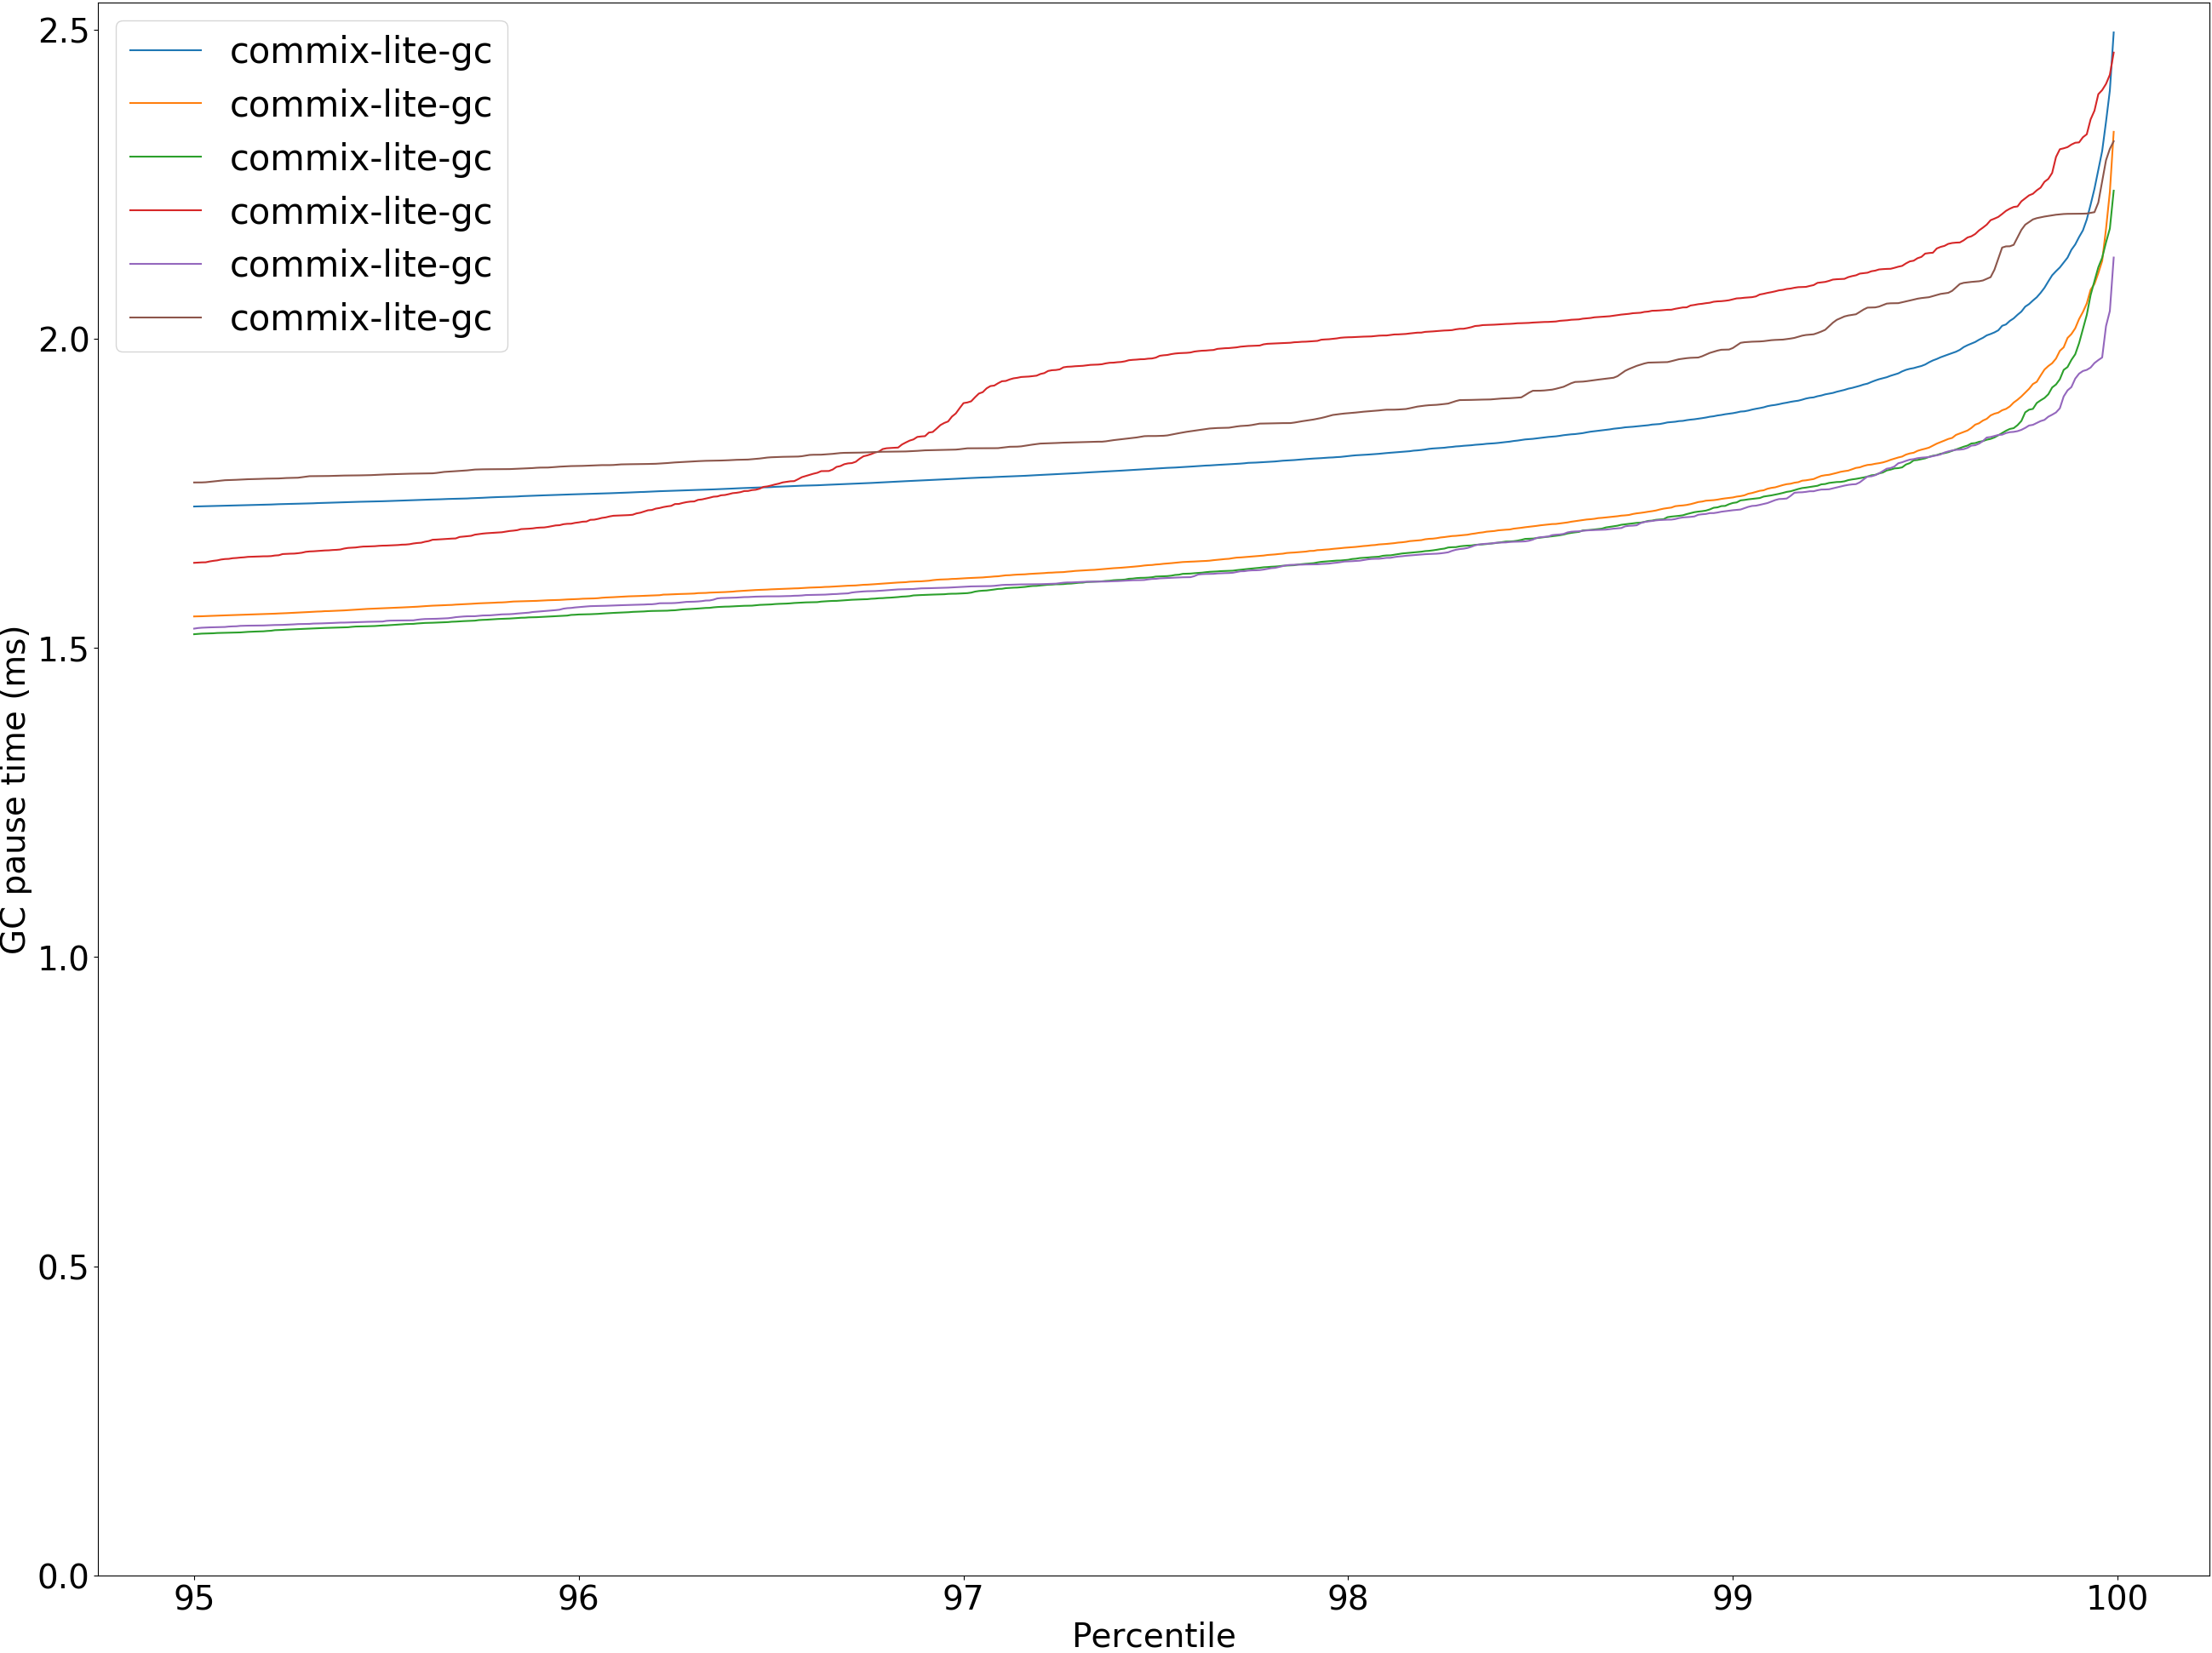 commix-lite-gc
commix-lite-gc
commix-lite-gc
commix-lite-gc
commix-lite-gc
commix-lite-gc
2.5
2.0
1.5
1.0
0.5
0.0
GC pause time (ms)
95 96 97 98 99 100
Percentile